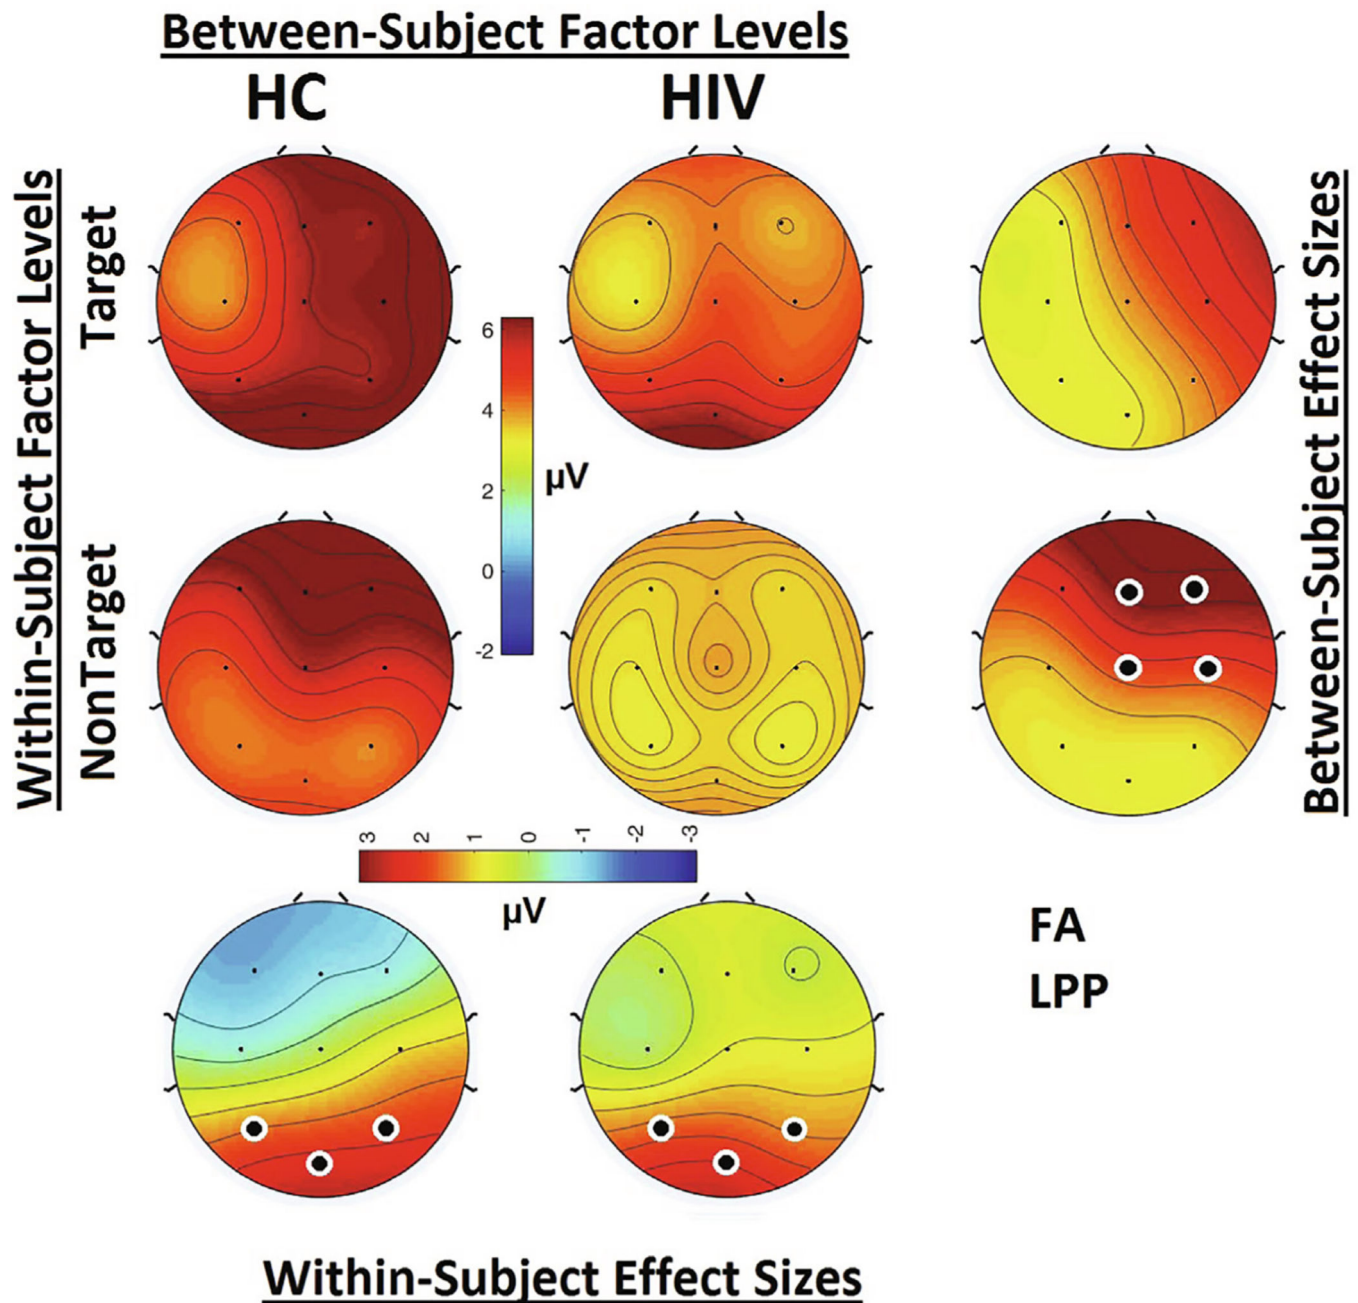 Between-Subject Factor Levels
HC
HIV
Within-Subject Factor Levels
Target
NonTarget
Between-Subject Effect Sizes
6
4
2
0
-2
µV
3
2
1
0
-1
-2
-3
µV
FA
LPP
Within-Subject Effect Sizes